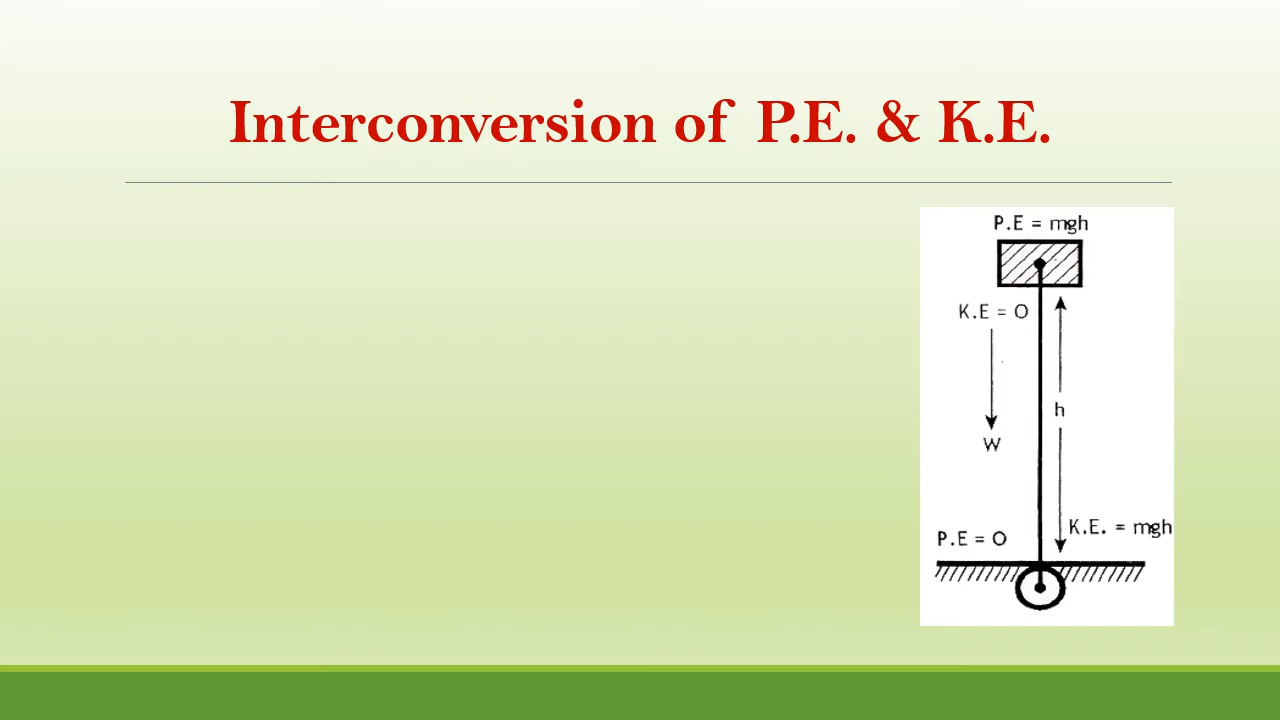 Interconversion of P.E. & K.E.
P.E = mgh
K.E = O
h
W
K.E. = mgh
P.E = O